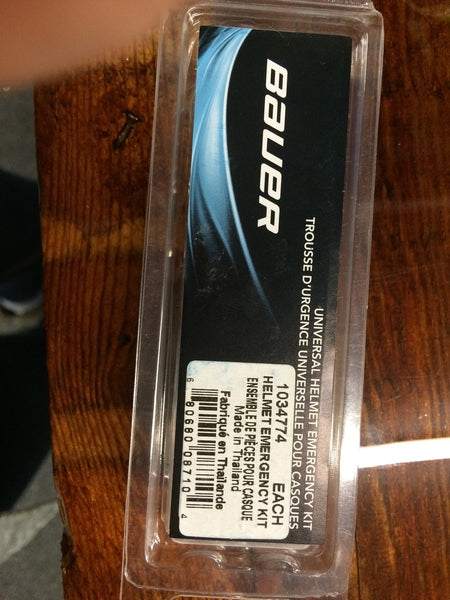 BAUER
UNIVERSAL HELMET EMERGENCY KIT
TROUSSE D'URGENCE UNIVERSELLE POUR CASQUES
1034774 EACH
HELMET EMERGENCY KIT
ENSEMBLE DE PIÈCES POUR CASQUE
Made in Thailand
Fabriqué en Thaïlande
6 80680 08710 4